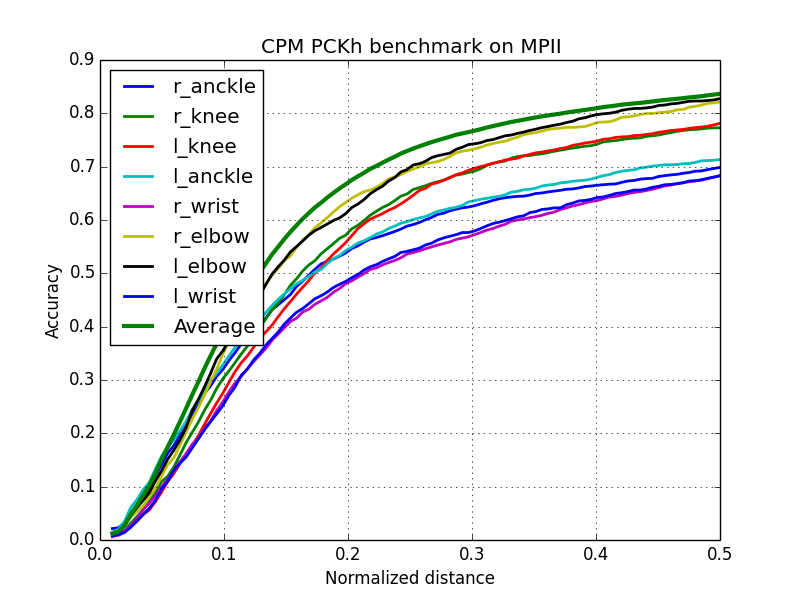 CPM PCKh benchmark on MPII
0.9
0.8
0.7
0.6
0.5
0.4
0.3
0.2
0.1
0.0
Accuracy
r_anckle
r_knee
l_knee
l_anckle
r_wrist
r_elbow
l_elbow
l_wrist
Average
0.0 0.1 0.2 0.3 0.4 0.5
Normalized distance